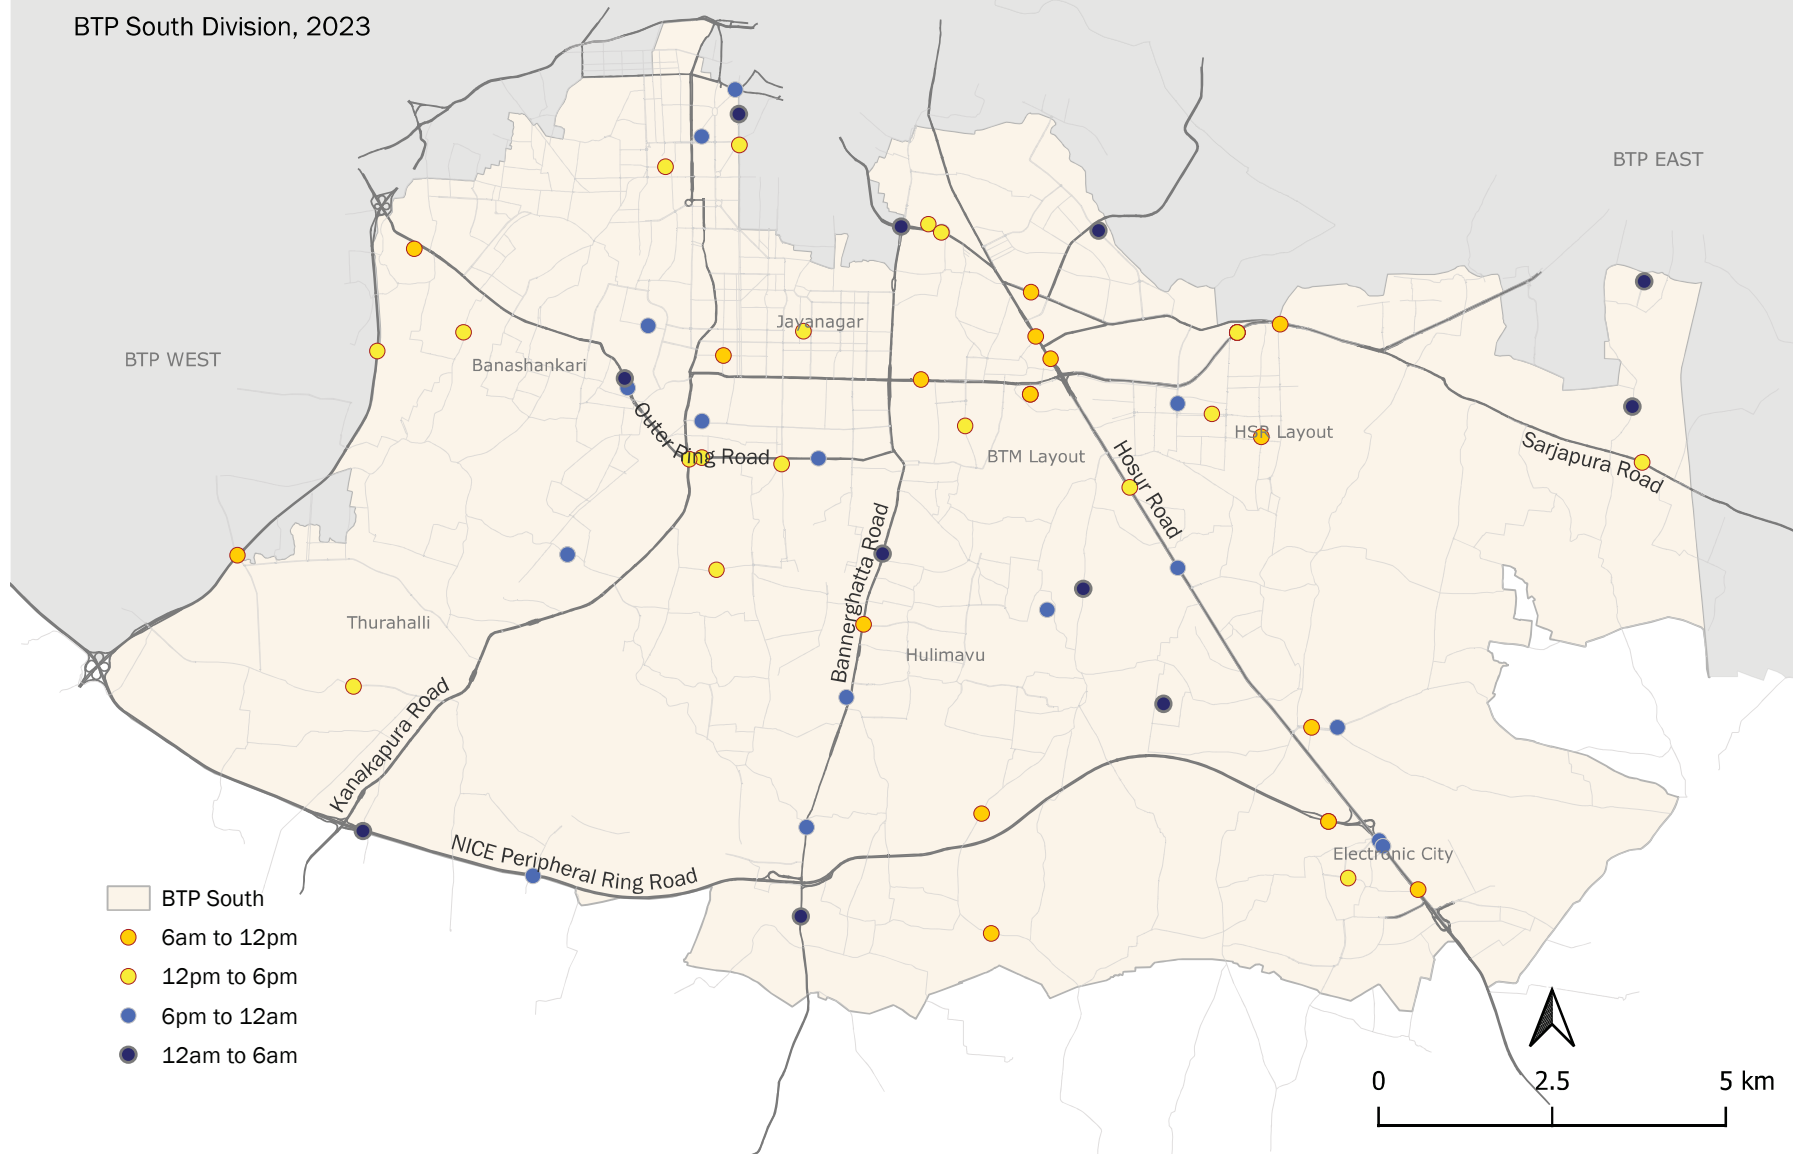 BTP South Division, 2023
BTP EAST
BTP WEST
Jayanagar
Banashankari
Outer Ring Road
HSR Layout
BTM Layout
Hosur Road
Sarjapura Road
Bannerghatta Road
Thurahalli
Hulimavu
Kanakapura Road
NICE Peripheral Ring Road
Electronic City
BTP South
6am to 12pm
12pm to 6pm
6pm to 12am
12am to 6am
0 2.5 5 km